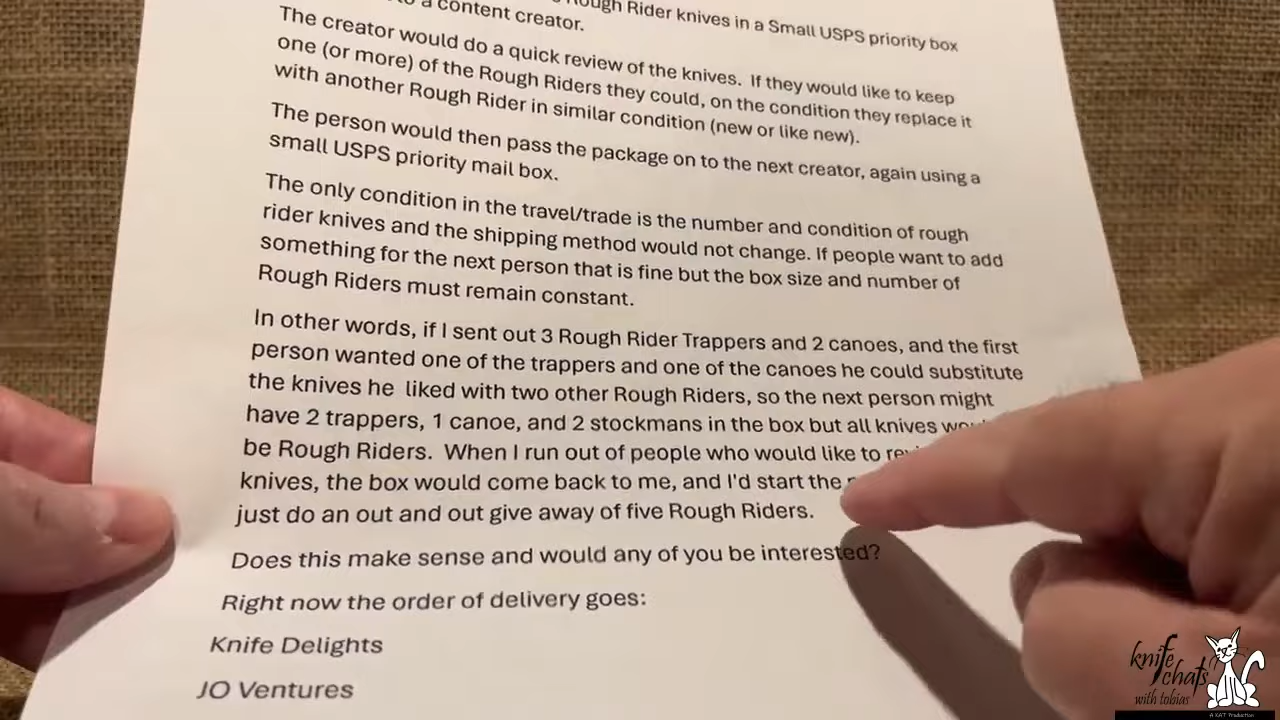 Rough Rider knives in a Small USPS priority box
a content creator.
The creator would do a quick review of the knives. If they would like to keep
one (or more) of the Rough Riders they could, on the condition they replace it
with another Rough Rider in similar condition (new or like new).
The person would then pass the package on to the next creator, again using a
small USPS priority mail box.
The only condition in the travel/trade is the number and condition of rough
rider knives and the shipping method would not change. If people want to add
something for the next person that is fine but the box size and number of
Rough Riders must remain constant.
In other words, if I sent out 3 Rough Rider Trappers and 2 canoes, and the first
person wanted one of the trappers and one of the canoes he could substitute
the knives he liked with two other Rough Riders, so the next person might
have 2 trappers, 1 canoe, and 2 stockmans in the box but all knives
be Rough Riders. When I run out of people who would like to
knives, the box would come back to me, and I'd start the
just do an out and out give away of five Rough Riders.
Does this make sense and would any of you be interested?
Right now the order of delivery goes:
Knife Delights
JO Ventures
knife
chats
with tobias
A KAT Production